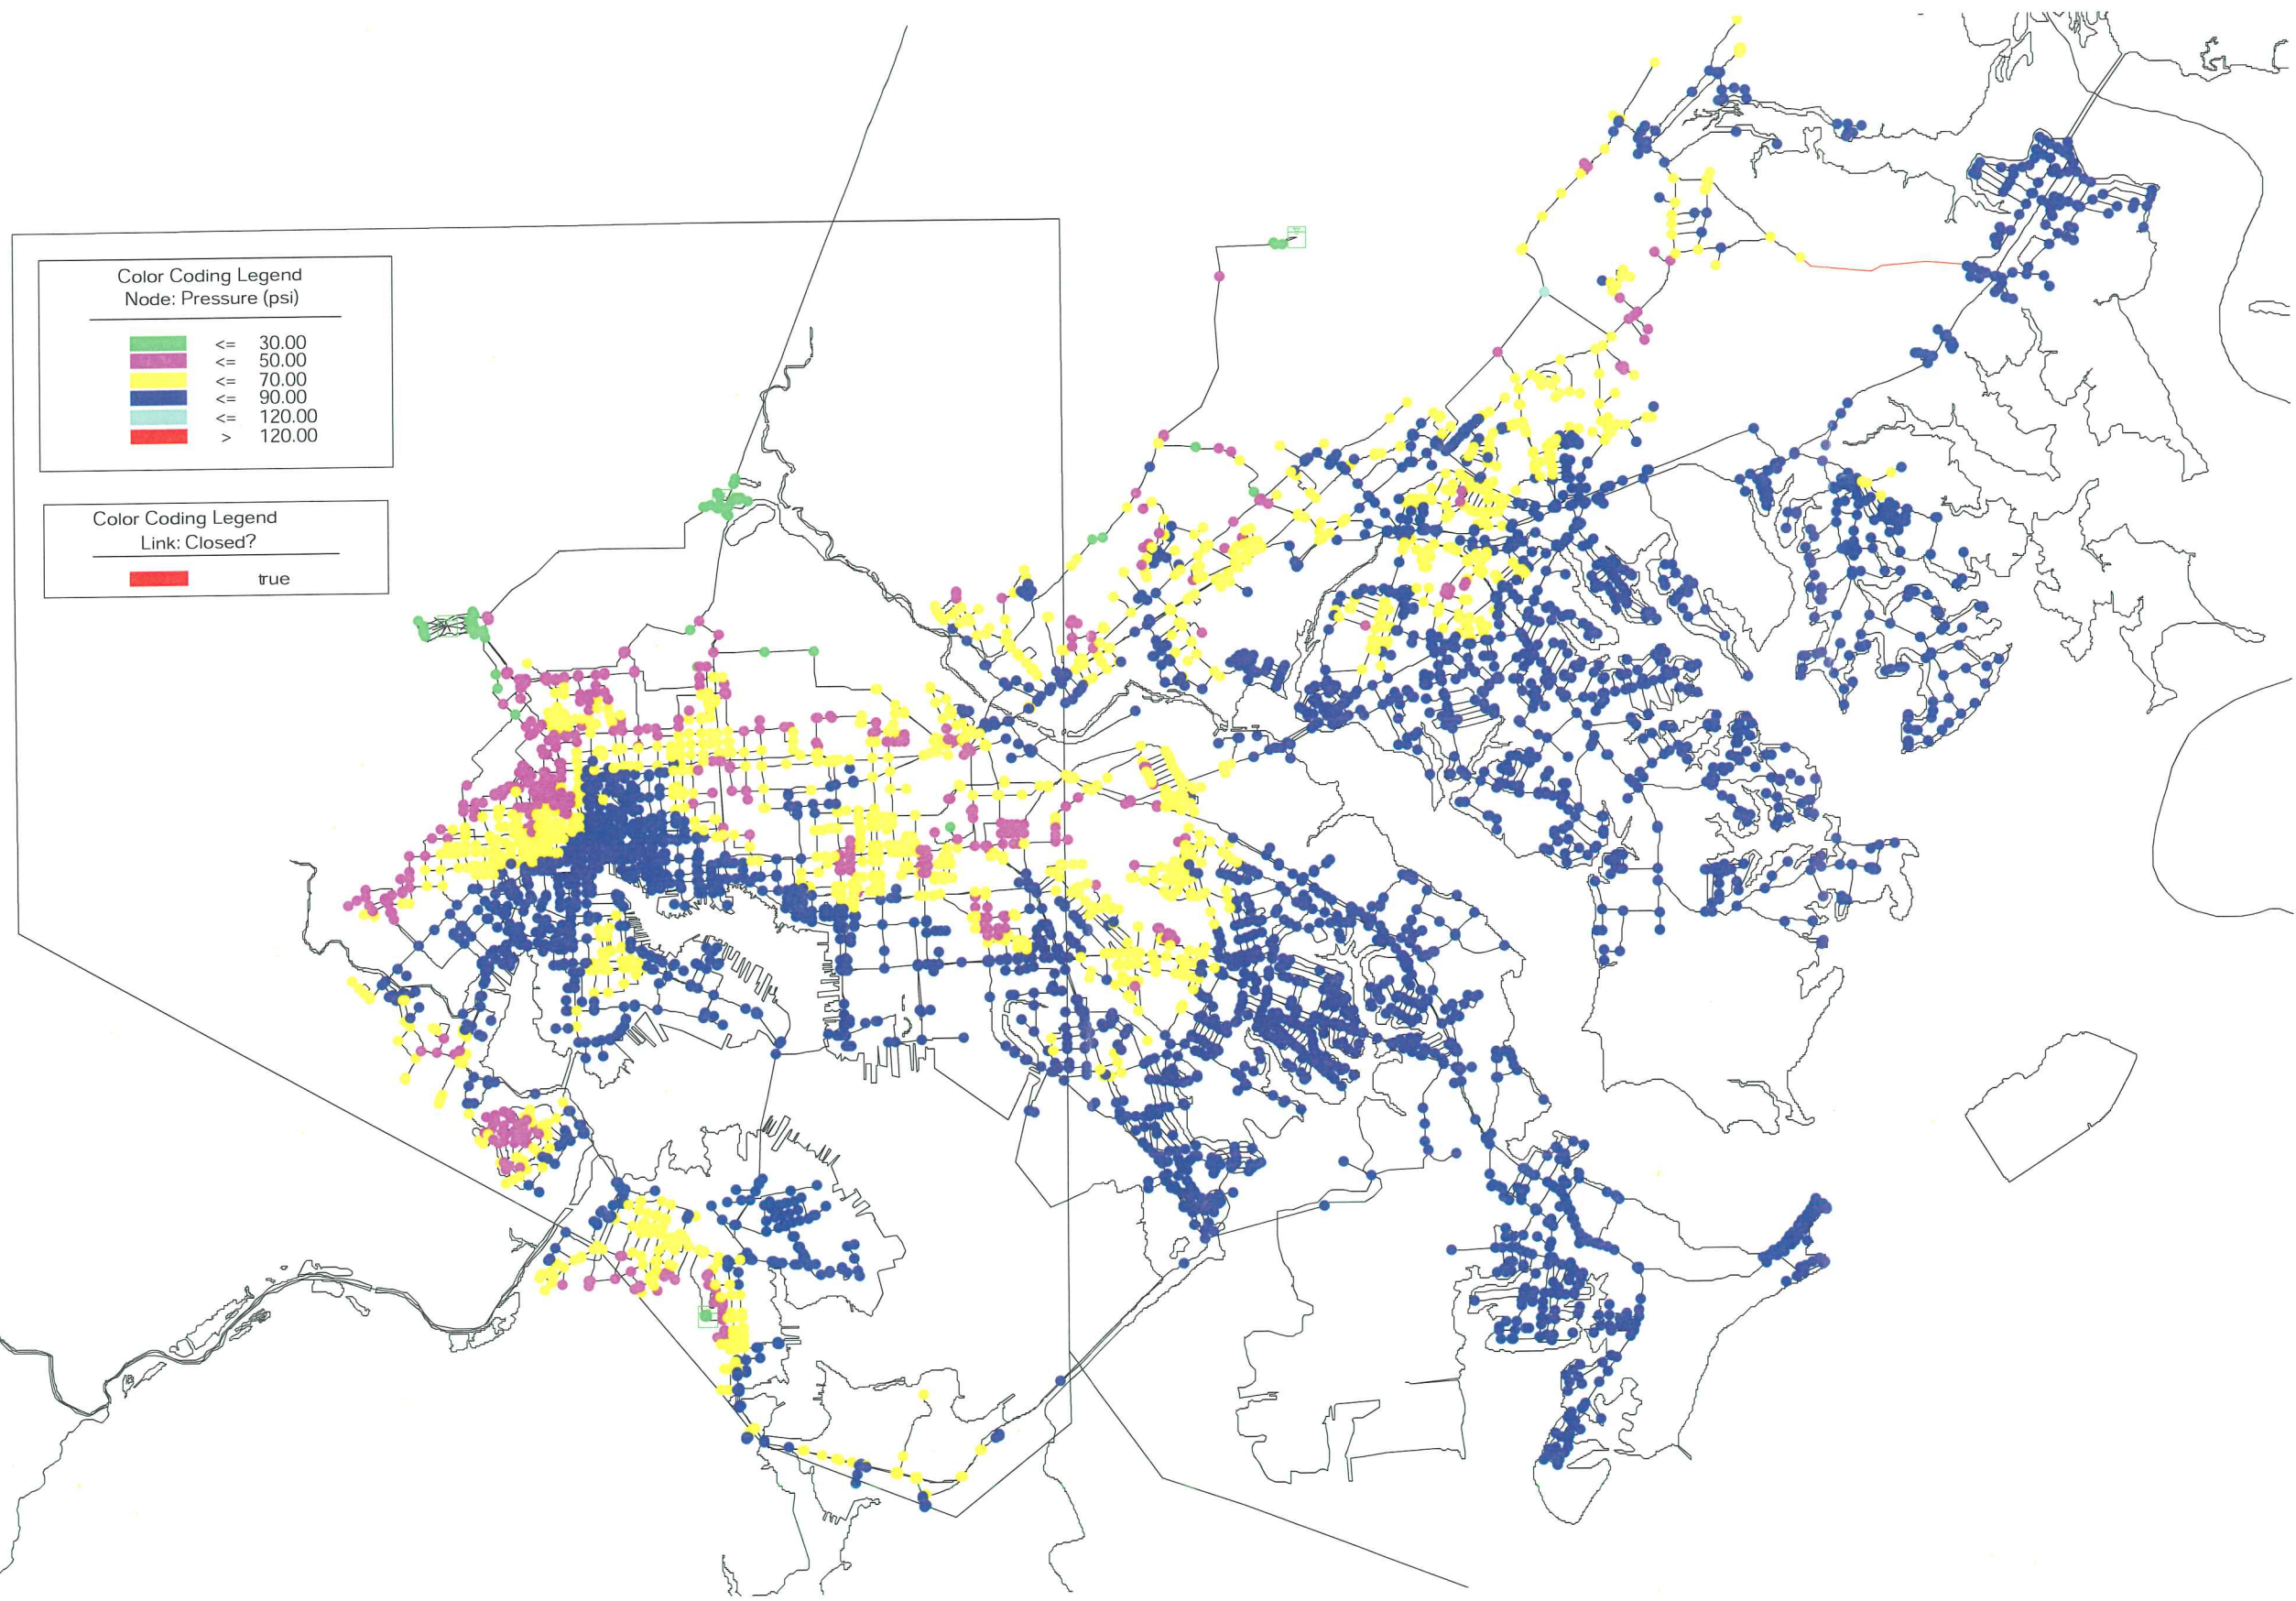 Color Coding Legend
Node: Pressure (psi)
<= 30.00
<= 50.00
<= 70.00
<= 90.00
<= 120.00
> 120.00
Color Coding Legend
Link: Closed?
true